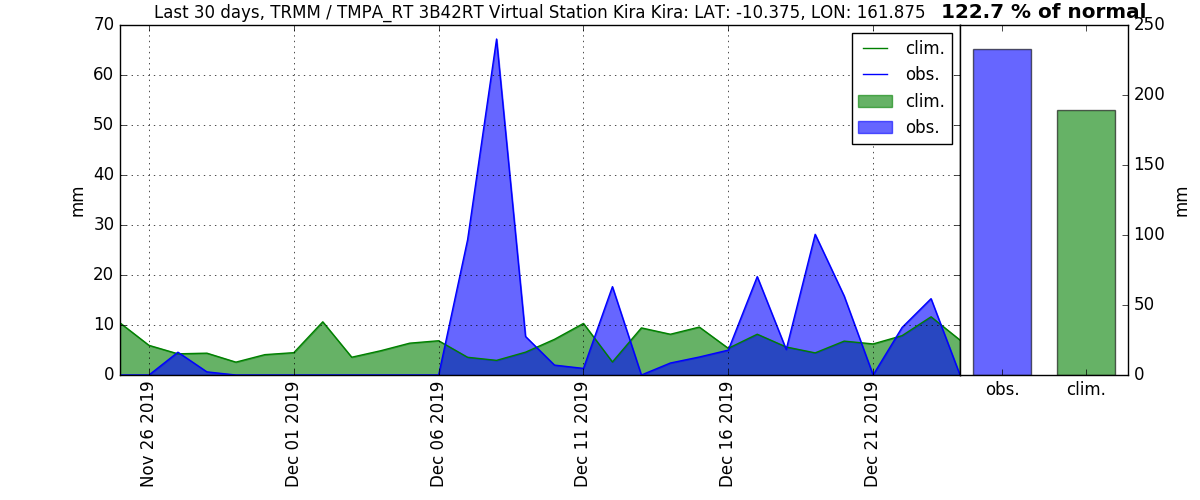 Last 30 days, TRMM / TMPA_RT 3B42RT Virtual Station Kira Kira: LAT: -10.375, LON: 161.875 122.7 % of normal
70
60
50
40
30
20
10
0
mm
clim.
obs.
clim.
obs.
Nov 26 2019
Dec 01 2019
Dec 06 2019
Dec 11 2019
Dec 16 2019
Dec 21 2019
250
200
150
100
50
0
mm
obs.
clim.